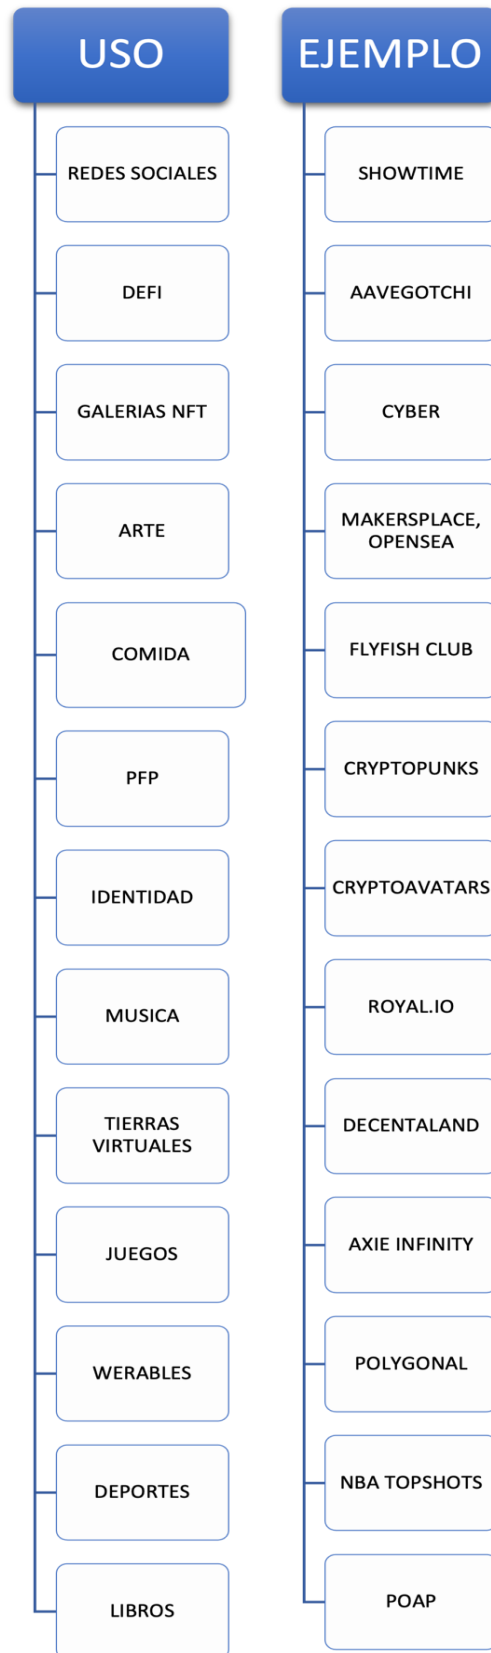 USO
REDES SOCIALES
DEFI
GALERIAS NFT
ARTE
COMIDA
PFP
IDENTIDAD
MUSICA
TIERRAS
VIRTUALES
JUEGOS
WERABLES
DEPORTES
LIBROS
EJEMPLO
SHOWTIME
AAVEGOTCHI
CYBER
MAKERSPLACE,
OPENSEA
FLYFISH CLUB
CRYPTOPUNKS
CRYPTOAVATARS
ROYAL.IO
DECENTALAND
AXIE INFINITY
POLYGONAL
NBA TOPSHOTS
POAP